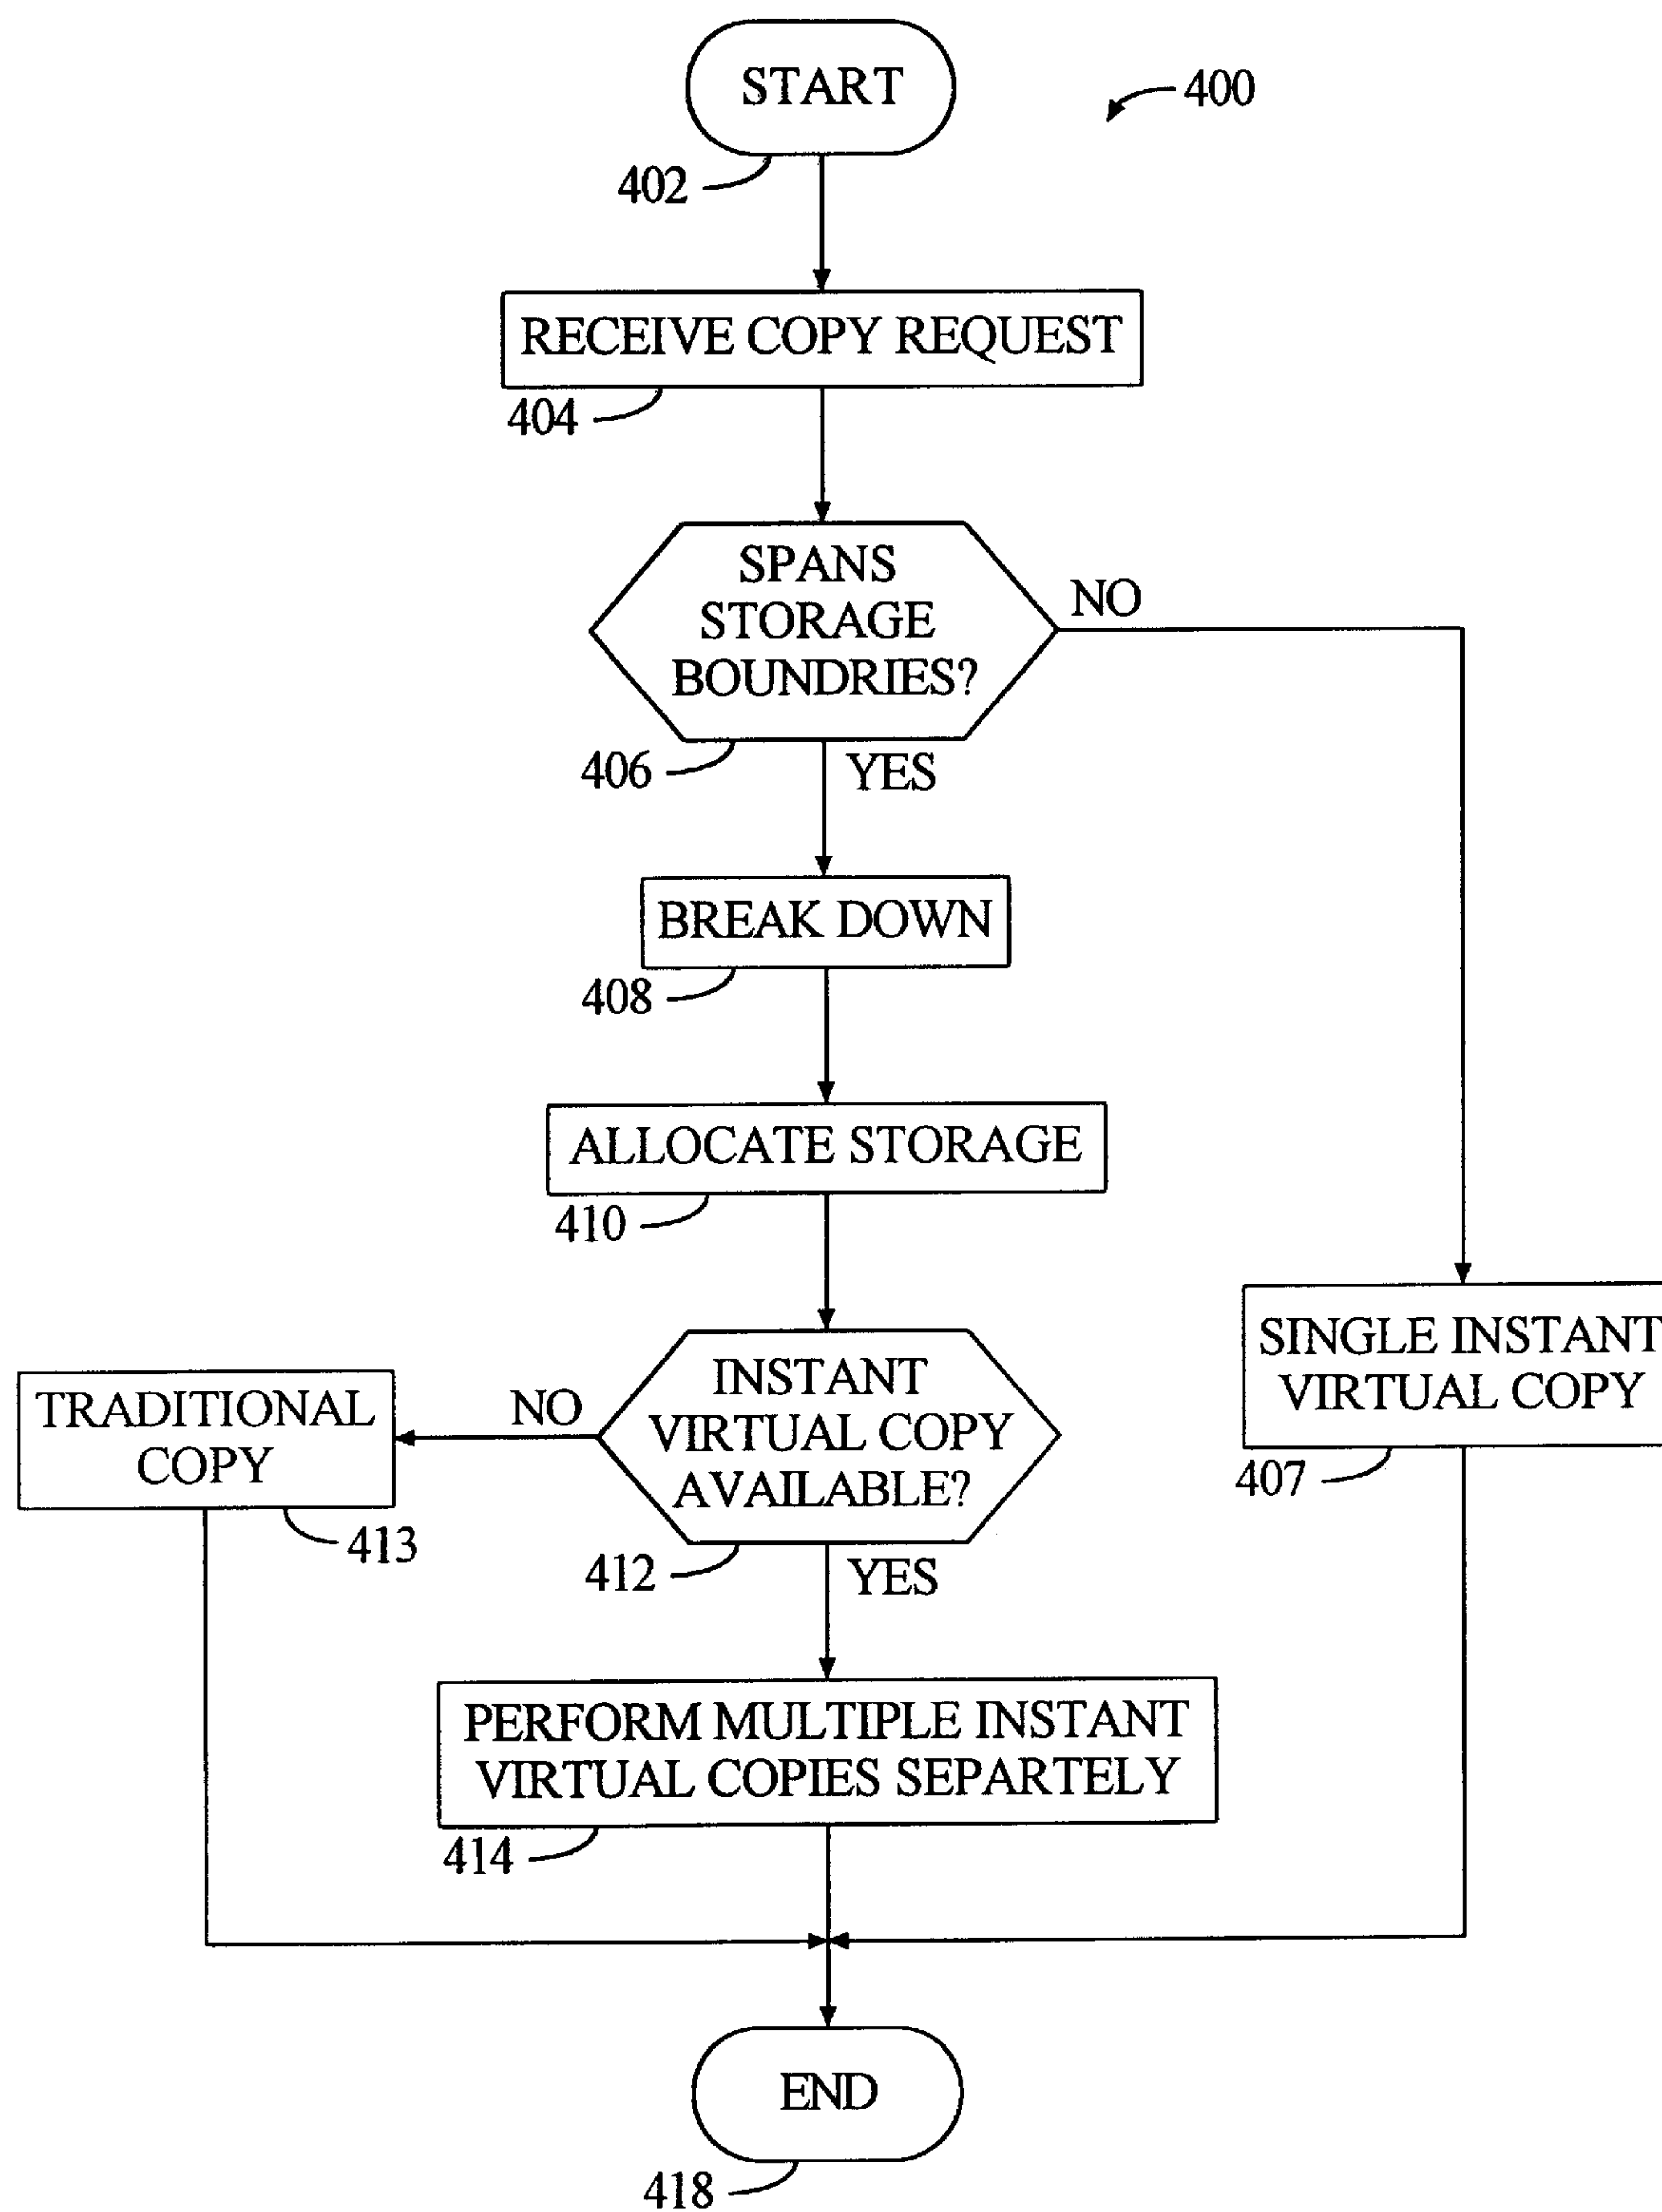 START
400
402
RECEIVE COPY REQUEST
404
SPANS
STORAGE
BOUNDRIES?
NO
406
YES
BREAK DOWN
408
ALLOCATE STORAGE
410
SINGLE INSTANT
VIRTUAL COPY
407
INSTANT
VIRTUAL COPY
AVAILABLE?
NO
TRADITIONAL
COPY
413
412
YES
PERFORM MULTIPLE INSTANT
VIRTUAL COPIES SEPARTELY
414
END
418